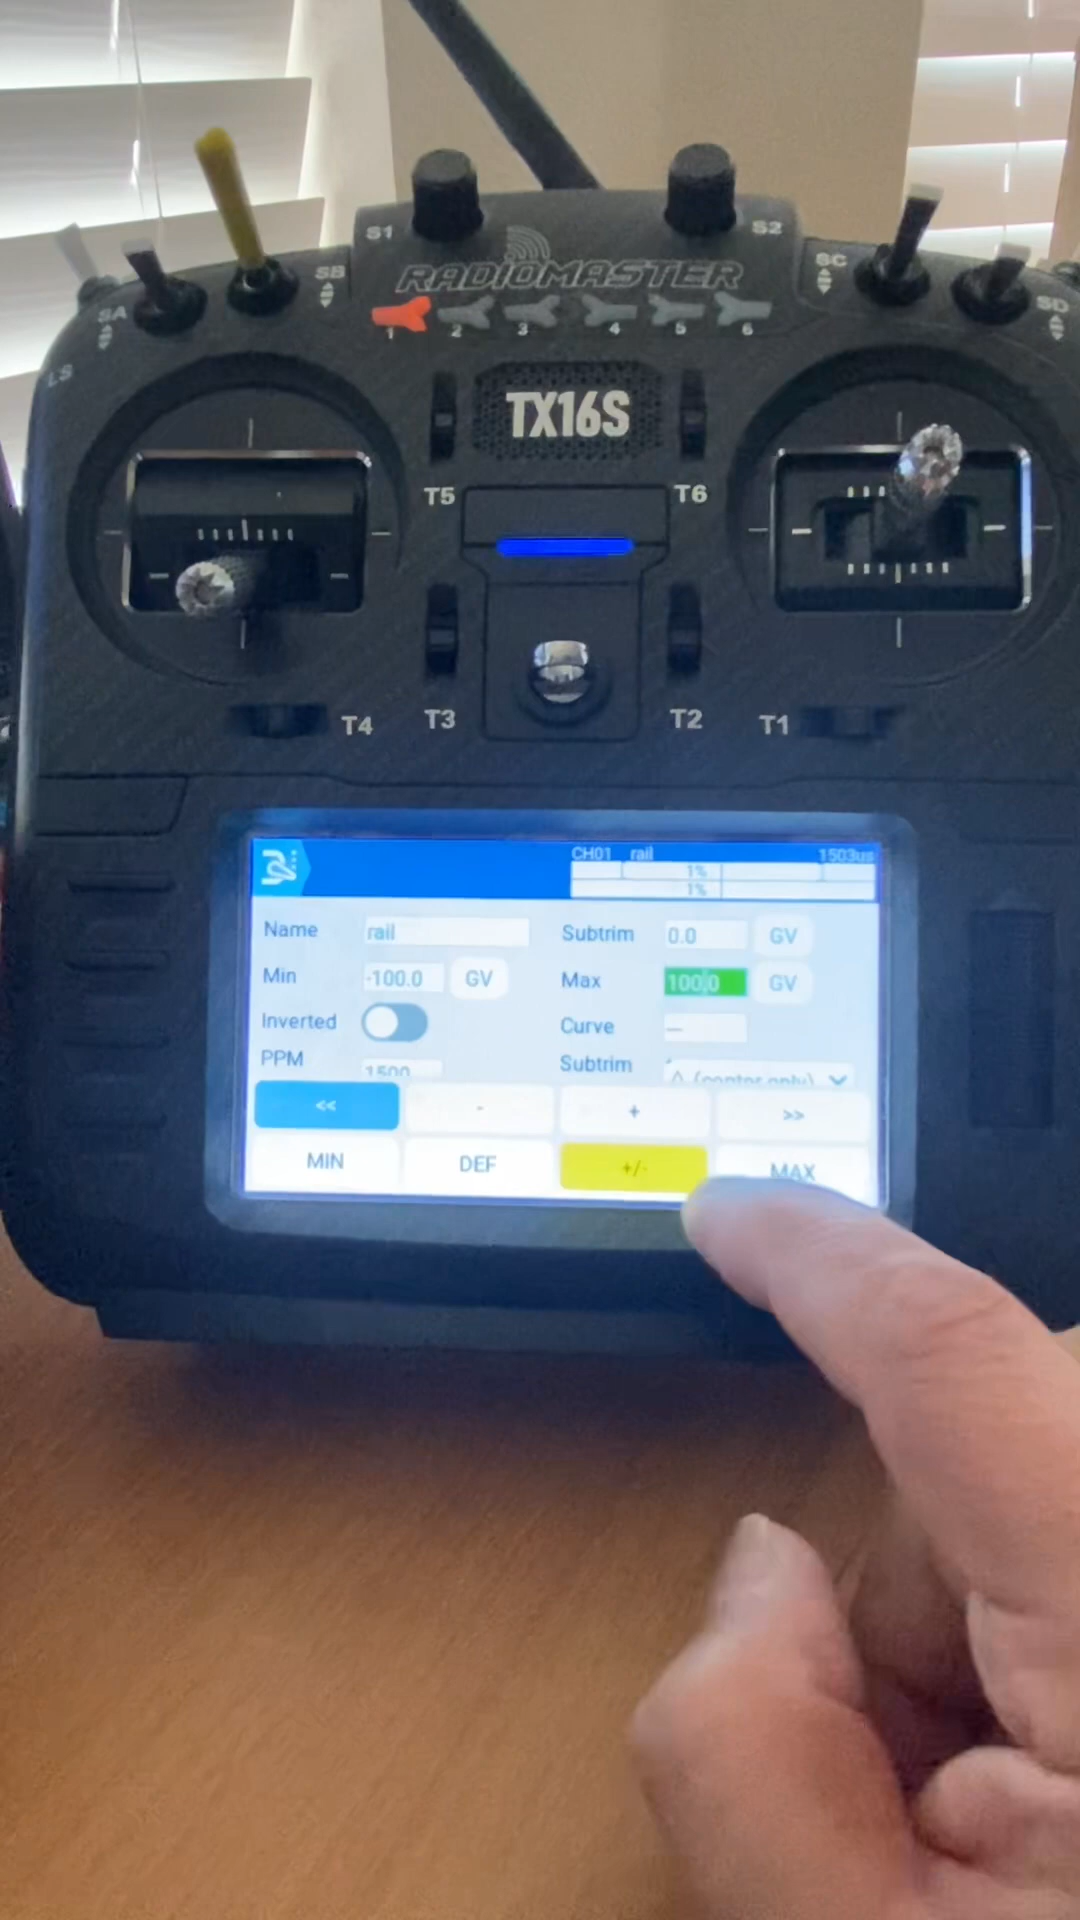 S1
S2
SB
SC
RADIOMASTER
SA
SD
1 2 3 4 5 6
LS
TX16S
T5
T6
T4
T3
T2
T1
CH01 rail 1503us
1%
1%
Name rail Subtrim 0.0 GV
Min -100.0 GV Max 100.0 GV
Inverted Curve ---
PPM 1500 Subtrim Δ (center only)
<< - + >>
MIN DEF +/- MAX